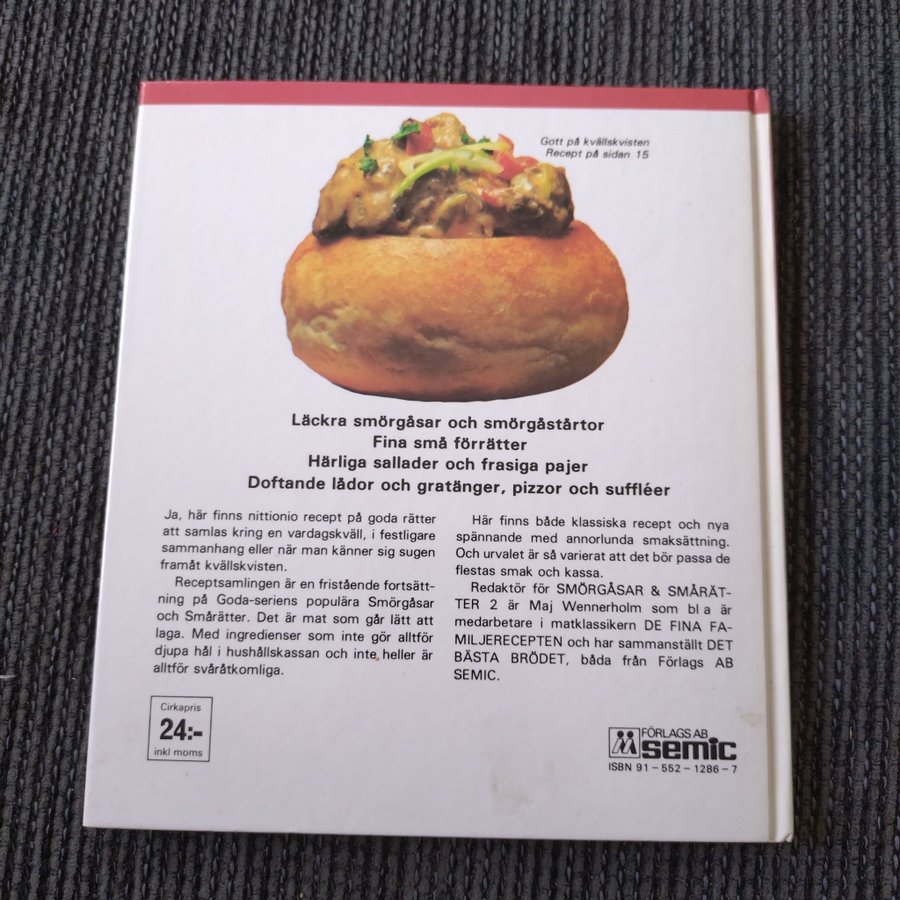 Gott på kvällskvisten
Recept på sidan 15
Läckra smörgåsar och smörgåstårtor
Fina små förrätter
Härliga sallader och frasiga pajer
Doftande lådor och gratänger, pizzor och suffléer
Ja, här finns nittionio recept på goda rätter
att samlas kring en vardagskväll, i festligare
sammanhang eller när man känner sig sugen
framåt kvällskvisten.
Receptsamlingen är en fristående fortsätt-
ning på Goda-seriens populära Smörgåsar
och Smårätter. Det är mat som går lätt att
laga. Med ingredienser som inte gör alltför
djupa hål i hushållskassan och inte heller är
alltför svåråtkomliga.
Här finns både klassiska recept och nya
spännande med annorlunda smaksättning.
Och urvalet är så varierat att det bör passa de
flestas smak och kassa.
Redaktör för SMÖRGÅSAR & SMÅRÄT-
TER 2 är Maj Wennerholm som bl a är
medarbetare i matklassikern DE FINA FA-
MILJERECEPTEN och har sammanställt DET
BÄSTA BRÖDET, båda från Förlags AB
SEMIC.
Cirkapris
24:-
inkl moms
FÖRLAGS AB
semic
ISBN 91-552-1286-7